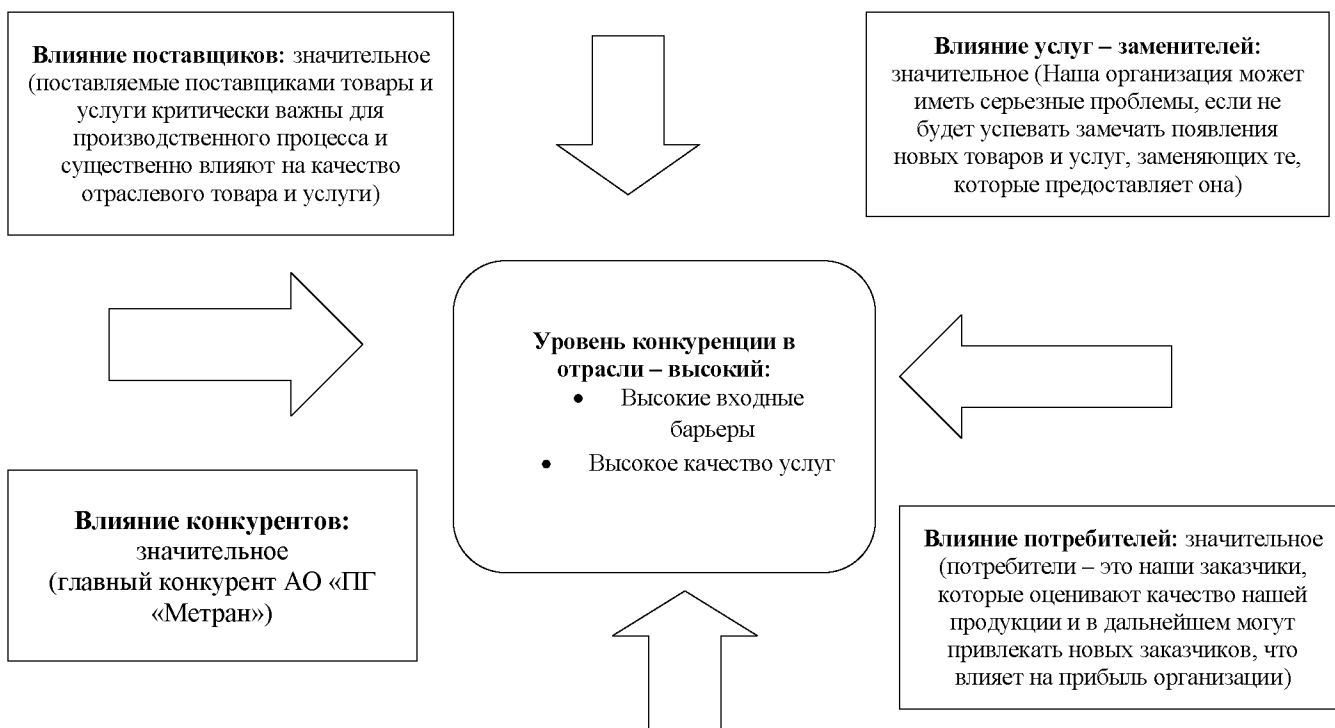 Влияние поставщиков: значительное
(поставляемые поставщиками товары и
услуги критически важны для
производственного процесса и
существенно влияют на качество
отраслевого товара и услуги)
Влияние услуг – заменителей:
значительное (Наша организация может
иметь серьезные проблемы, если не
будет успевать замечать появления
новых товаров и услуг, заменяющих те,
которые предоставляет она)
Уровень конкуренции в
отрасли – высокий:
• Высокие входные
барьеры
• Высокое качество услуг
Влияние конкурентов:
значительное
(главный конкурент АО «ПГ
«Метран»)
Влияние потребителей: значительное
(потребители – это наши заказчики,
которые оценивают качество нашей
продукции и в дальнейшем могут
привлекать новых заказчиков, что
влияет на прибыль организации)